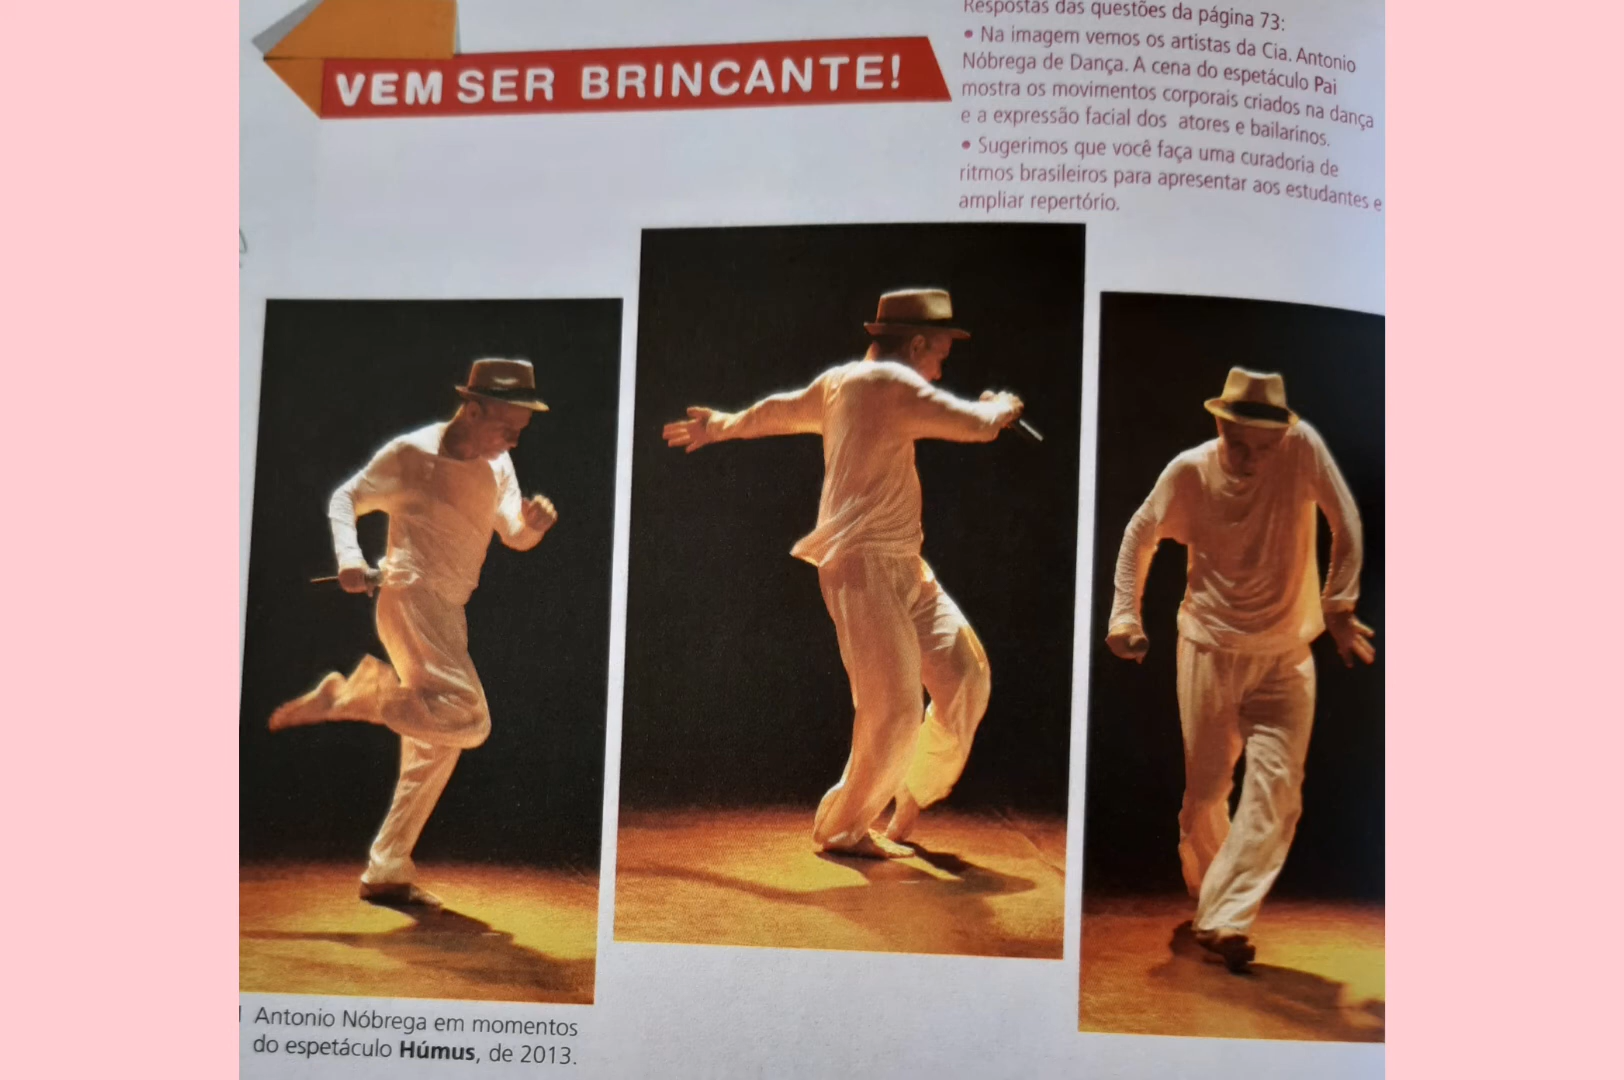 VEM SER BRINCANTE!
Respostas das questões da página 73:
• Na imagem vemos os artistas da Cia. Antonio
Nóbrega de Dança. A cena do espetáculo Pai
mostra os movimentos corporais criados na dança
e a expressão facial dos atores e bailarinos.
• Sugerimos que você faça uma curadoria de
ritmos brasileiros para apresentar aos estudantes e
ampliar repertório.
Antonio Nóbrega em momentos
do espetáculo Húmus, de 2013.